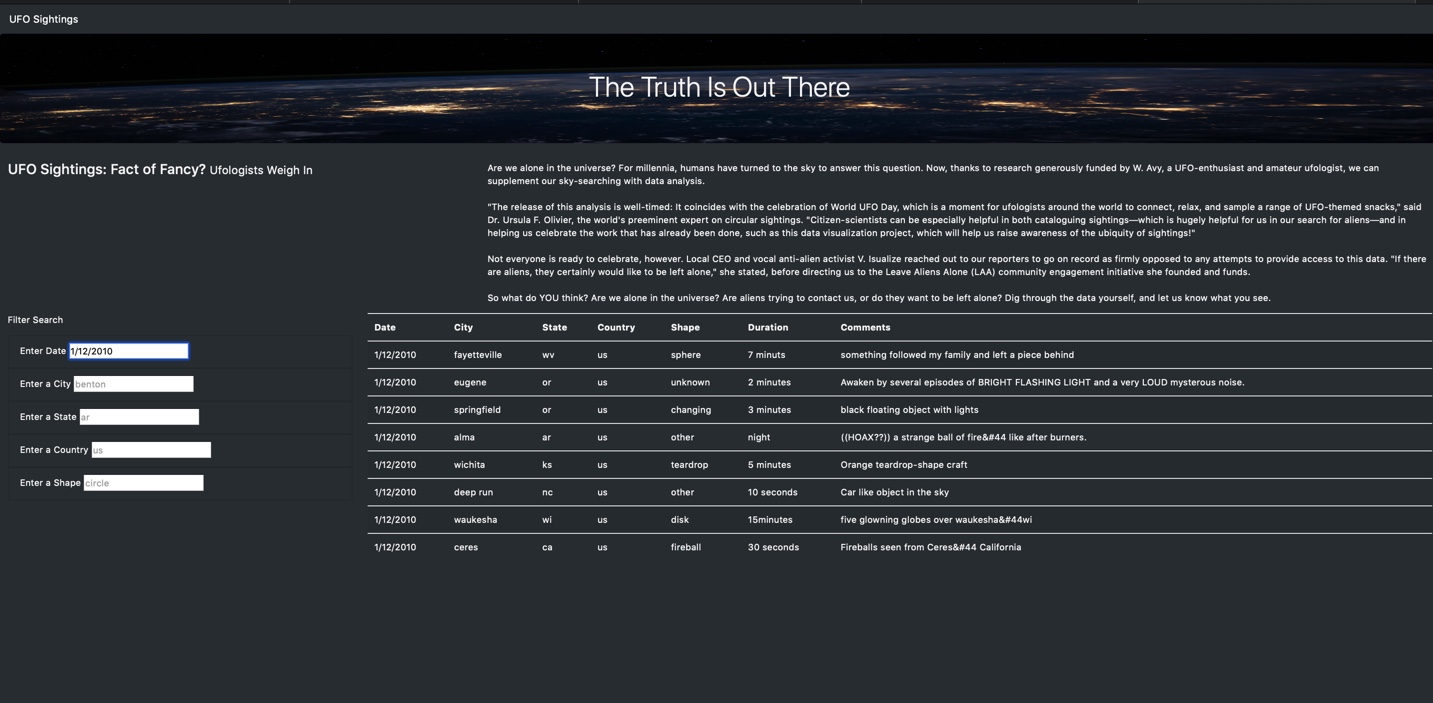 UFO Sightings
The Truth Is Out There
UFO Sightings: Fact of Fancy? Ufologists Weigh In
Are we alone in the universe? For millennia, humans have turned to the sky to answer this question. Now, thanks to research generously funded by W. Avy, a UFO-enthusiast and amateur ufologist, we can
supplement our sky-searching with data analysis.
"The release of this analysis is well-timed: It coincides with the celebration of World UFO Day, which is a moment for ufologists around the world to connect, relax, and sample a range of UFO-themed snacks," said
Dr. Ursula F. Olivier, the world's preeminent expert on circular sightings. "Citizen-scientists can be especially helpful in both cataloguing sightings—which is hugely helpful for us in our search for aliens—and in
helping us celebrate the work that has already been done, such as this data visualization project, which will help us raise awareness of the ubiquity of sightings!"
Not everyone is ready to celebrate, however. Local CEO and vocal anti-alien activist V. Isualize reached out to our reporters to go on record as firmly opposed to any attempts to provide access to this data. "If there
are aliens, they certainly would like to be left alone," she stated, before directing us to the Leave Aliens Alone (LAA) community engagement initiative she founded and funds.
So what do YOU think? Are we alone in the universe? Are aliens trying to contact us, or do they want to be left alone? Dig through the data yourself, and let us know what you see.
Filter Search
Enter Date 1/12/2010
Enter a City benton
Enter a State ar
Enter a Country us
Enter a Shape circle
Date City State Country Shape Duration Comments
1/12/2010 fayetteville wv us sphere 7 minuts something followed my family and left a piece behind
1/12/2010 eugene or us unknown 2 minutes Awaken by several episodes of BRIGHT FLASHING LIGHT and a very LOUD mysterous noise.
1/12/2010 springfield or us changing 3 minutes black floating object with lights
1/12/2010 alma ar us other night ((HOAX??)) a strange ball of fire&#44 like after burners.
1/12/2010 wichita ks us teardrop 5 minutes Orange teardrop-shape craft
1/12/2010 deep run nc us other 10 seconds Car like object in the sky
1/12/2010 waukesha wi us disk 15minutes five glowning globes over waukesha&#44wi
1/12/2010 ceres ca us fireball 30 seconds Fireballs seen from Ceres&#44 California